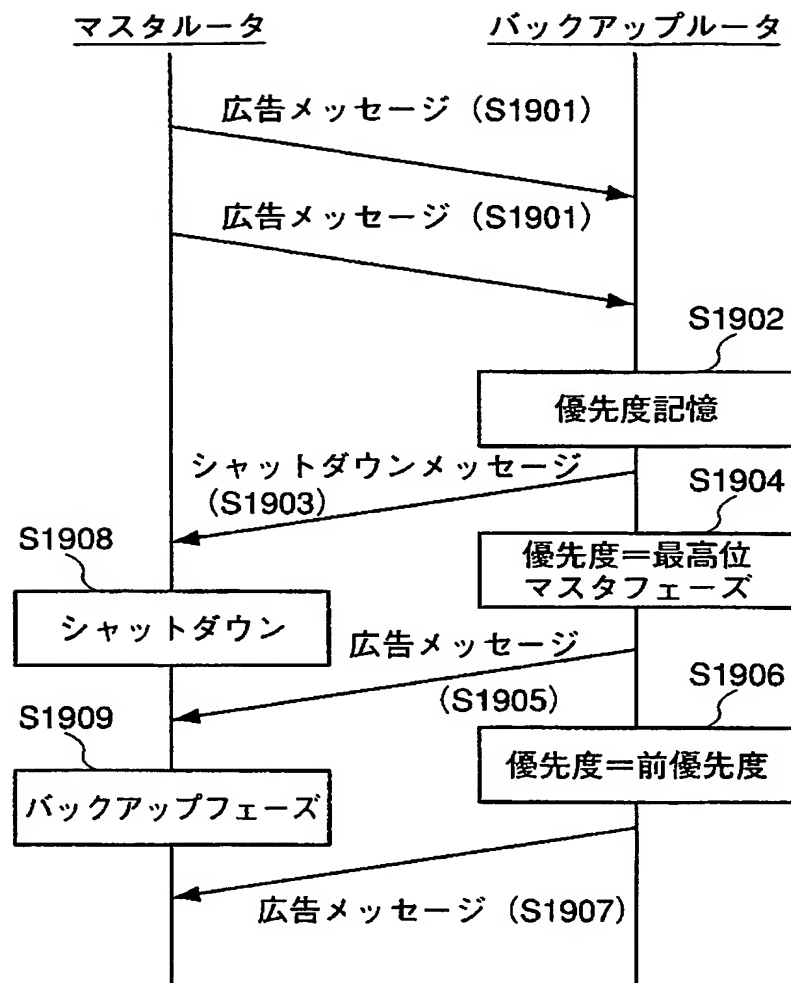 マスタルータ
バックアップルータ
広告メッセージ（S1901）
広告メッセージ（S1901）
S1902
優先度記憶
シャットダウンメッセージ
（S1903）
S1904
優先度＝最高位
マスタフェーズ
S1908
シャットダウン
広告メッセージ
（S1905）
S1906
優先度＝前優先度
S1909
バックアップフェーズ
広告メッセージ（S1907）